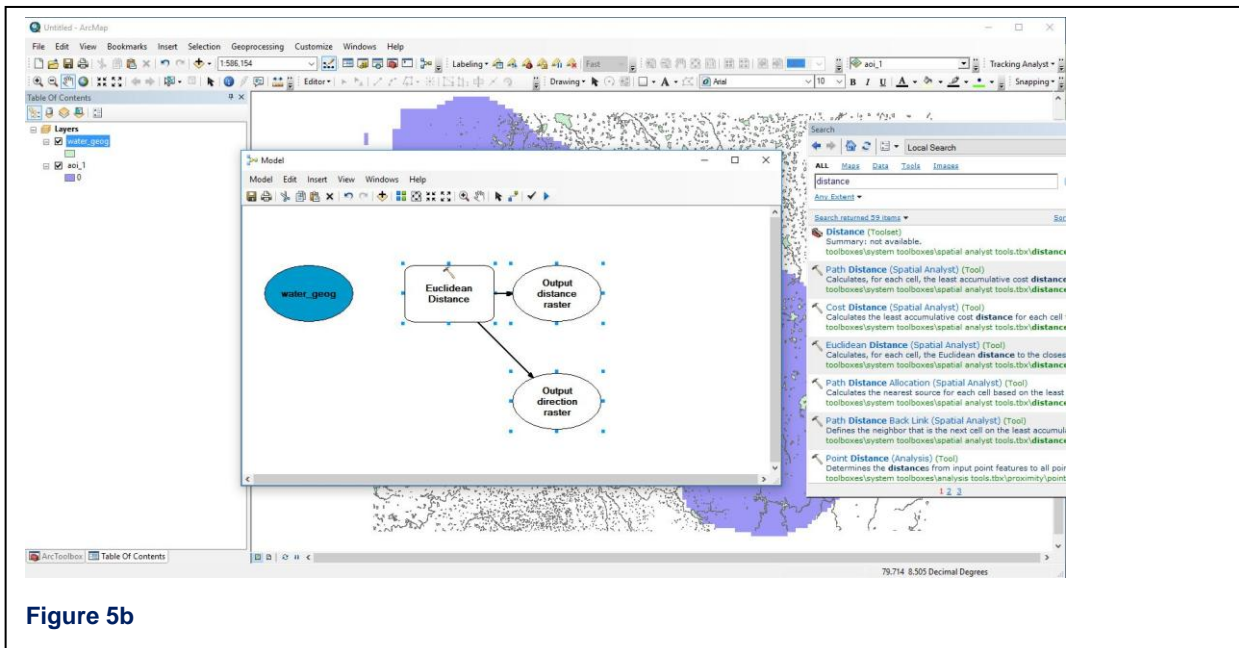 Untitled - ArcMap
File Edit View Bookmarks Insert Selection Geoprocessing Customize Windows Help
1:586,154
Labeling
Fast
aoi_1
Tracking Analyst
Editor
Drawing
A
Arial
10
B I U A
Snapping
Table Of Contents
Layers
water_geog
aoi_1
0
Model
Model Edit Insert View Windows Help
water_geog
Euclidean
Distance
Output
distance
raster
Output
direction
raster
Search
Local Search
ALL Maps Data Tools Images
distance
Any Extent
Search returned 59 items
Sor
Distance (Toolset)
Summary: not available.
toolboxes\system toolboxes\spatial analyst tools.tbx\distance
Path Distance (Spatial Analyst) (Tool)
Calculates, for each cell, the least accumulative cost distance
toolboxes\system toolboxes\spatial analyst tools.tbx\distance
Cost Distance (Spatial Analyst) (Tool)
Calculates the least accumulative cost distance for each cell
toolboxes\system toolboxes\spatial analyst tools.tbx\distance
Euclidean Distance (Spatial Analyst) (Tool)
Calculates, for each cell, the Euclidean distance to the closes
toolboxes\system toolboxes\spatial analyst tools.tbx\distance
Path Distance Allocation (Spatial Analyst) (Tool)
Calculates the nearest source for each cell based on the least
toolboxes\system toolboxes\spatial analyst tools.tbx\distance
Path Distance Back Link (Spatial Analyst) (Tool)
Defines the neighbor that is the next cell on the least accumul
toolboxes\system toolboxes\spatial analyst tools.tbx\distance
Point Distance (Analysis) (Tool)
Determines the distances from input point features to all poin
toolboxes\system toolboxes\analysis tools.tbx\proximity\point
1 2 3
ArcToolbox Table Of Contents
79.714 8.505 Decimal Degrees
Figure 5b